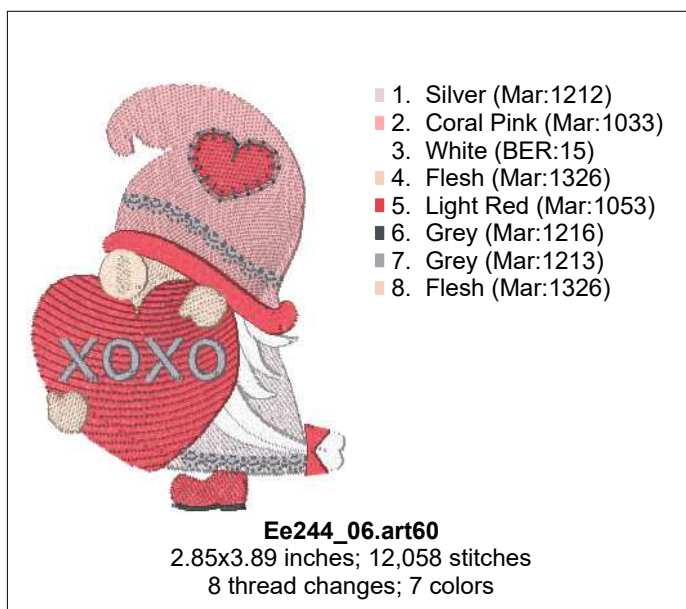 1. Silver (Mar:1212)
2. Coral Pink (Mar:1033)
3. White (BER:15)
4. Flesh (Mar:1326)
5. Light Red (Mar:1053)
6. Grey (Mar:1216)
7. Grey (Mar:1213)
8. Flesh (Mar:1326)
XOXO
Ee244_06.art60
2.85x3.89 inches; 12,058 stitches
8 thread changes; 7 colors